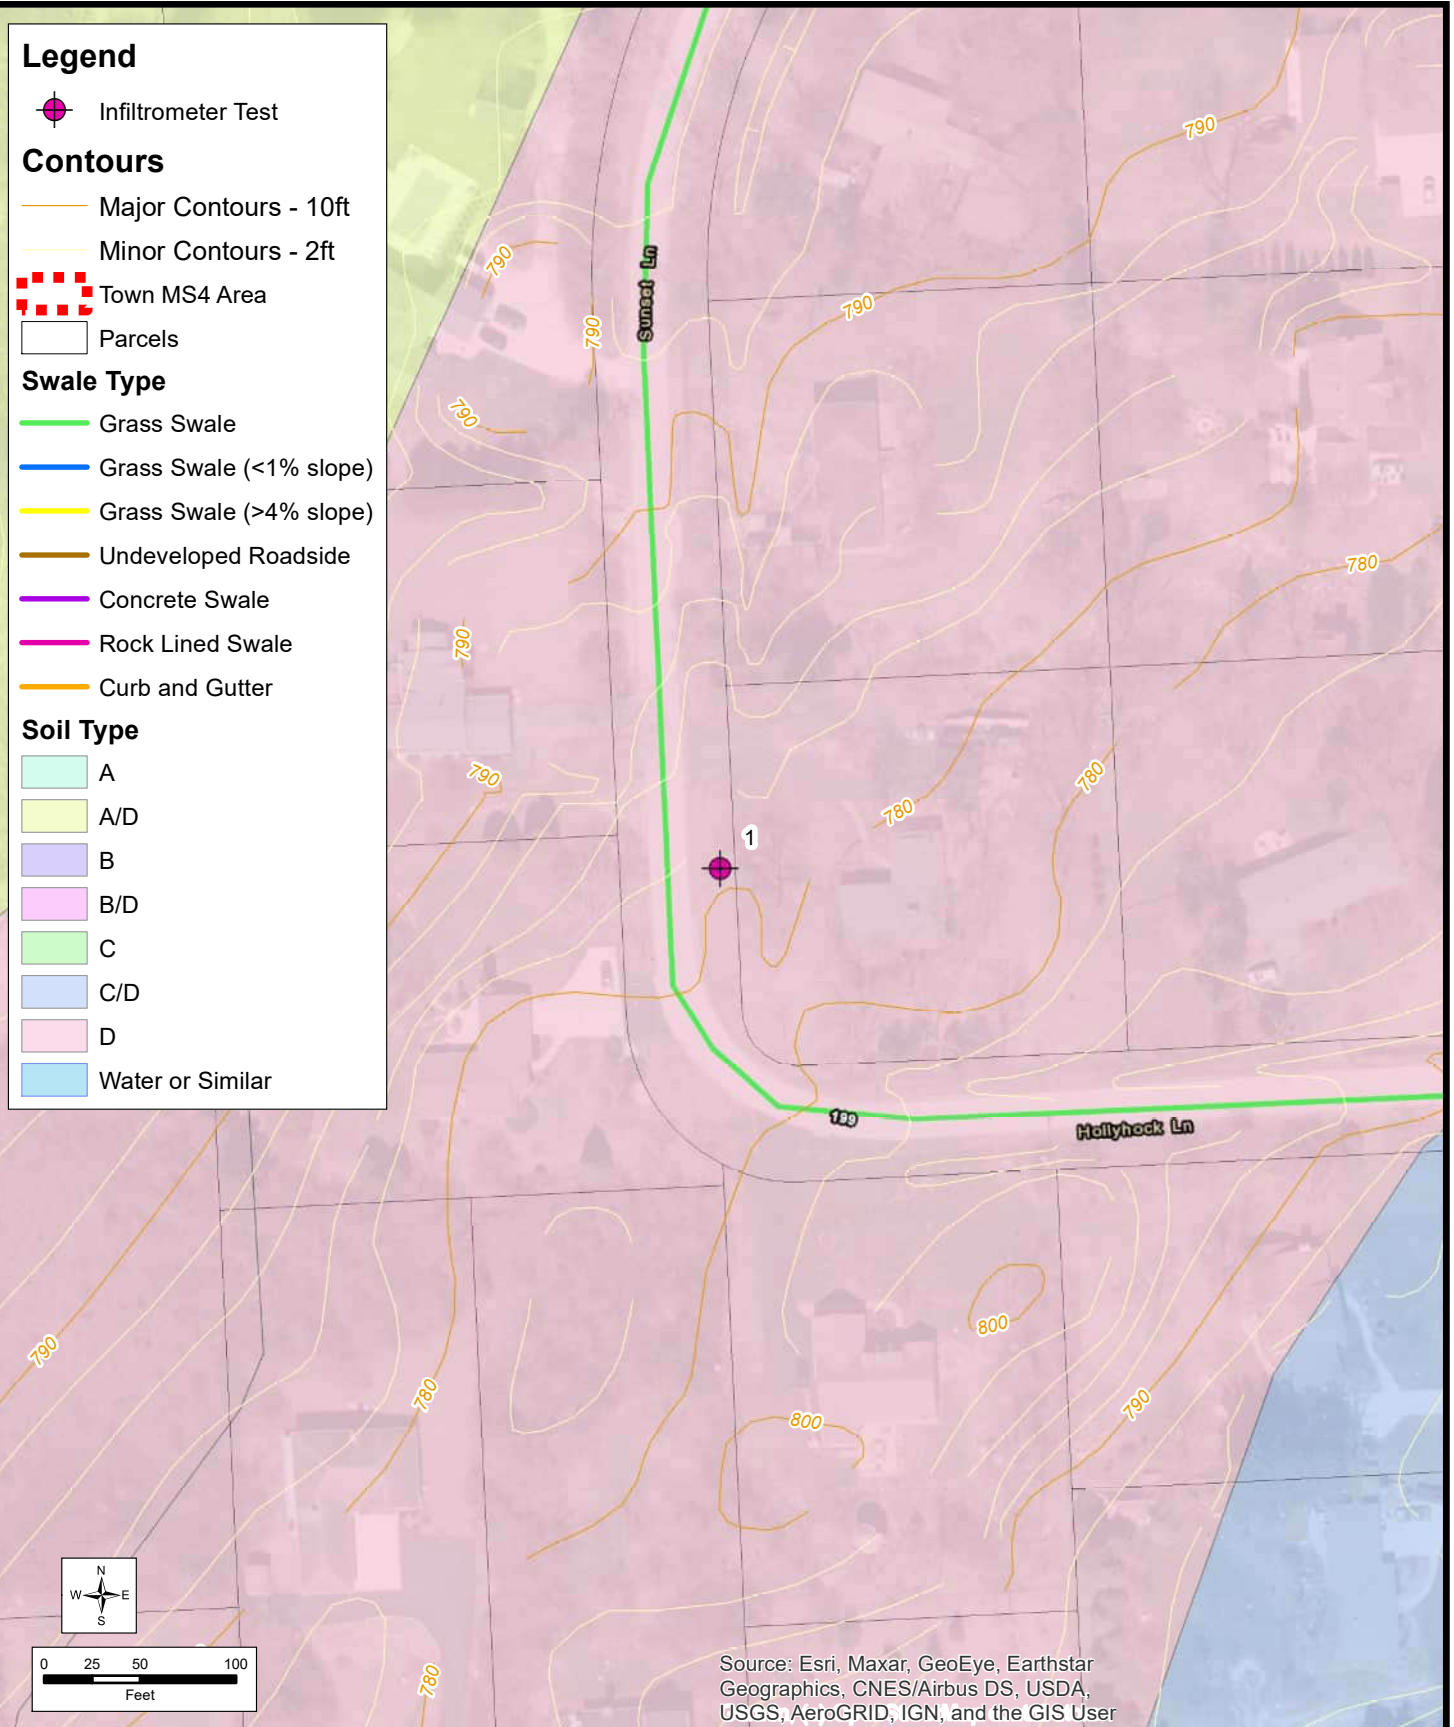 Legend
Infiltrometer Test
Contours
Major Contours - 10ft
Minor Contours - 2ft
Town MS4 Area
Parcels
Swale Type
Grass Swale
Grass Swale (<1% slope)
Grass Swale (>4% slope)
Undeveloped Roadside
Concrete Swale
Rock Lined Swale
Curb and Gutter
Soil Type
A
A/D
B
B/D
C
C/D
D
Water or Similar
790
790
790
790
Sunset Ln
790
790
780
790
790
780
780
1
199
Hollyhock Ln
800
790
780
800
790
780
N
W E
S
0 25 50 100
Feet
Source: Esri, Maxar, GeoEye, Earthstar
Geographics, CNES/Airbus DS, USDA,
USGS, AeroGRID, IGN, and the GIS User